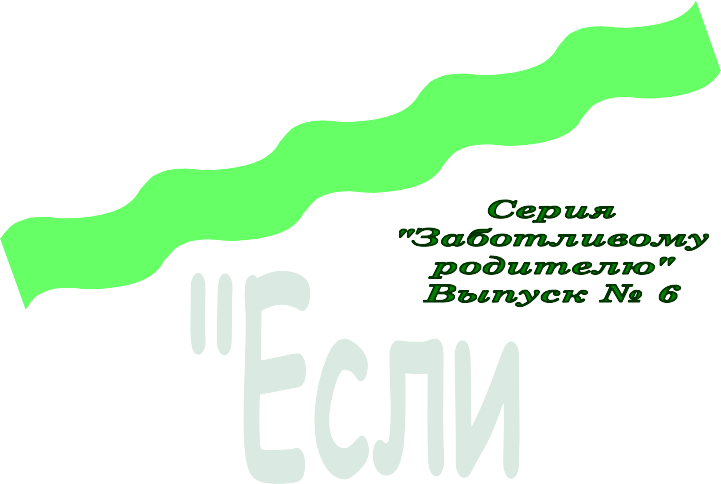 Серия
"Заботливому
родителю"
Выпуск № 6
"Если